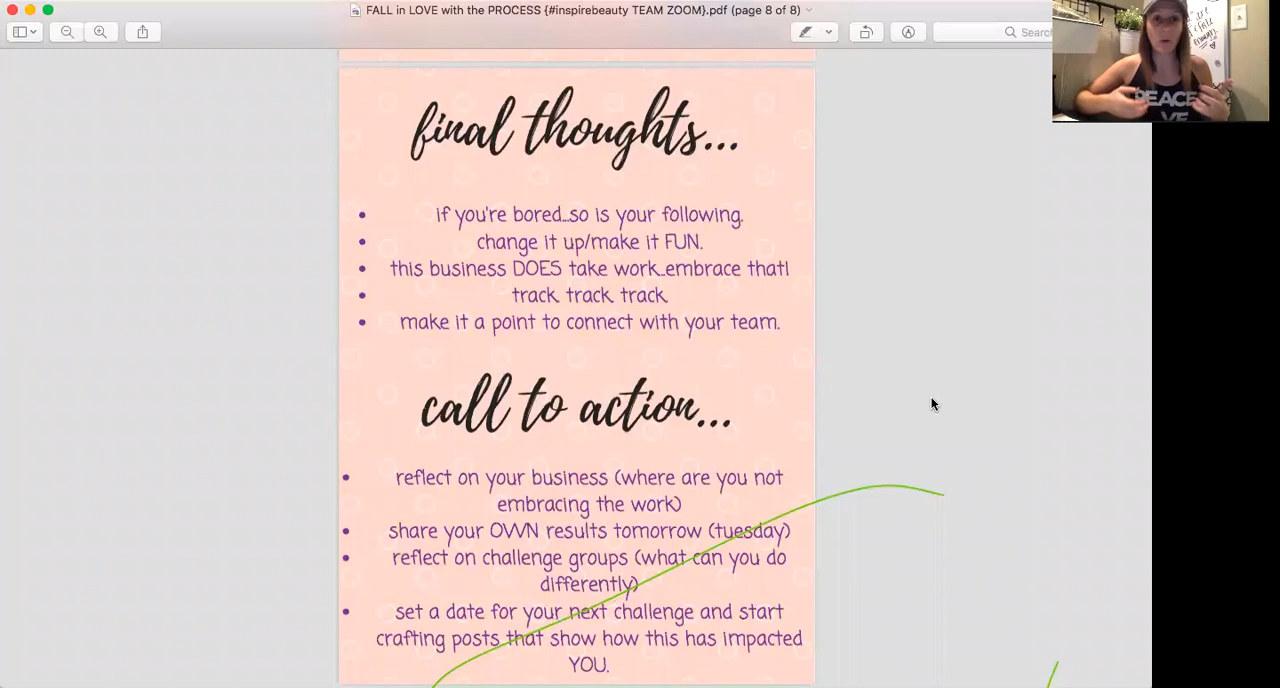 FALL in LOVE with the PROCESS {#inspirebeauty TEAM ZOOM}.pdf (page 8 of 8)
Search
PEACE
final thoughts...
• if you're bored...so is your following.
• change it up/make it FUN.
• this business DOES take work...embrace that!
• track. track. track.
• make it a point to connect with your team.
call to action...
• reflect on your business (where are you not
embracing the work)
• share your OWN results tomorrow (tuesday)
• reflect on challenge groups (what can you do
differently)
• set a date for your next challenge and start
crafting posts that show how this has impacted
YOU.